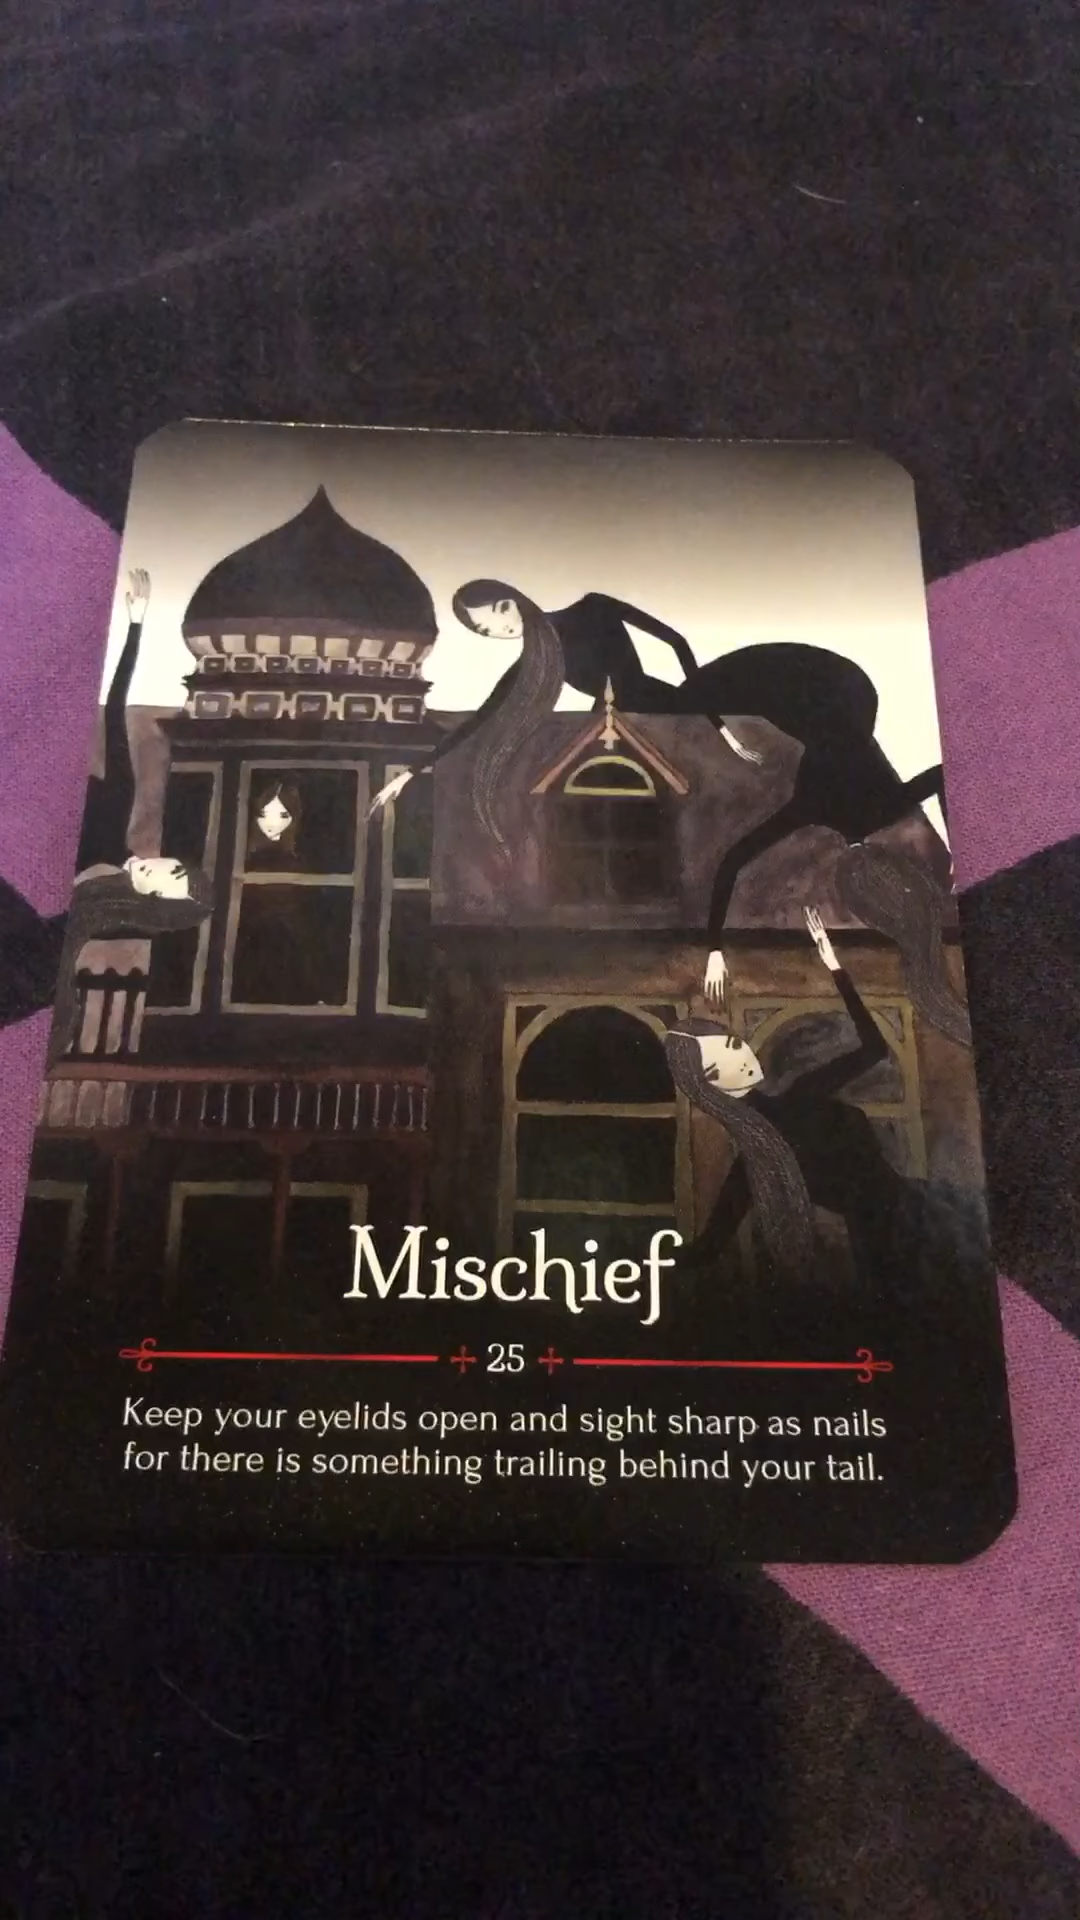 Mischief
25
Keep your eyelids open and sight sharp as nails
for there is something trailing behind your tail.